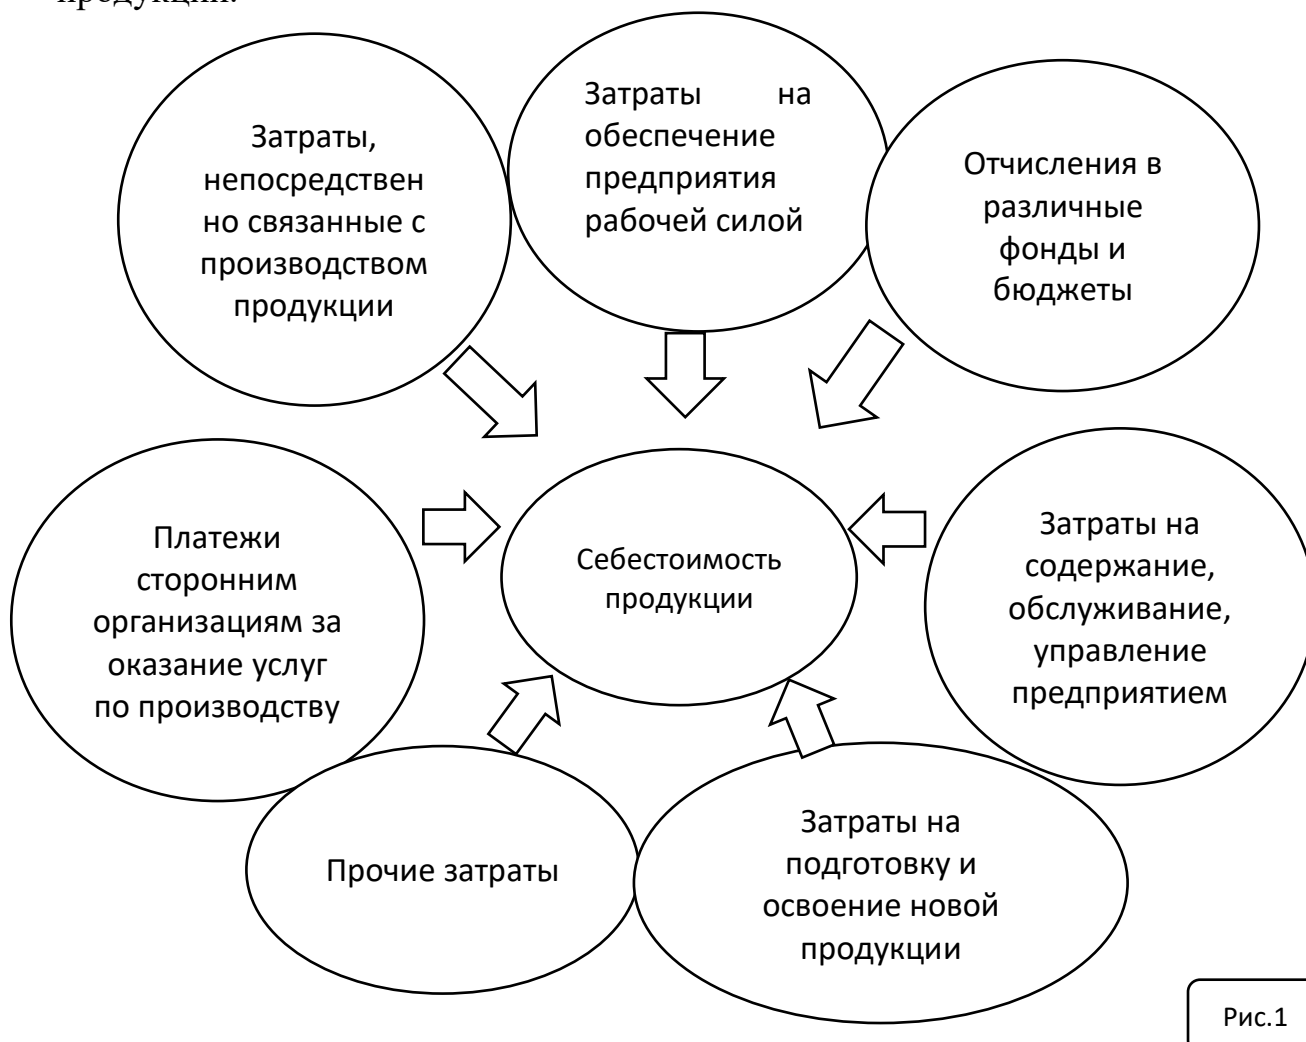 продукции.
Затраты,
непосредствен
но связанные с
производством
продукции
Затраты на
обеспечение
предприятия
рабочей силой
Отчисления в
различные
фонды и
бюджеты
Платежи
сторонним
организациям за
оказание услуг
по производству
Себестоимость
продукции
Затраты на
содержание,
обслуживание,
управление
предприятием
Прочие затраты
Затраты на
подготовку и
освоение новой
продукции
Рис.1